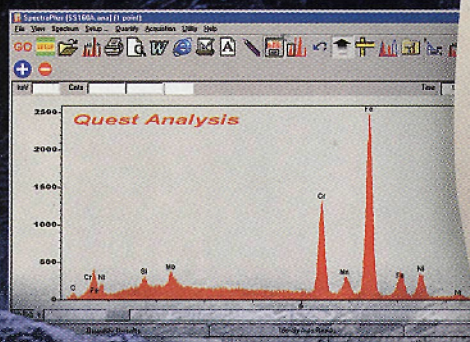 SpectraPlus [SS160A.ana] (1 point)
File View Spectrum Setup... Quantify Acquisition Utility Help
GO SETUP W A
keV Cnts Time
Quest Analysis
2500
2000
1500
1000
500
Fe
Cr
Mn
Fe
Ni
Ni
C
Cr
Fe
Ni
Si
Mo